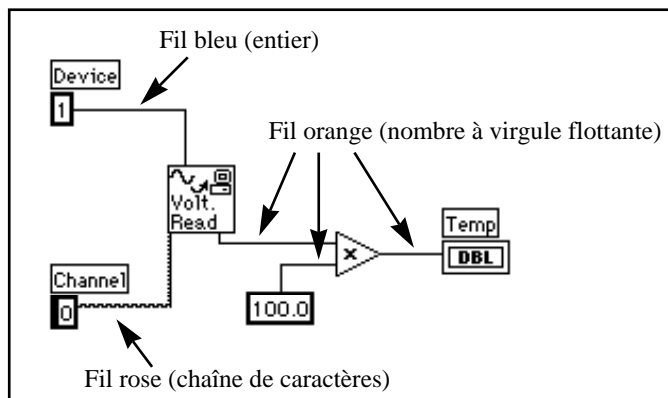 Fil bleu (entier)
Device
1
Fil orange (nombre à virgule flottante)
Volt.
Read
Temp
DBL
x
Channel
0
100.0
Fil rose (chaîne de caractères)